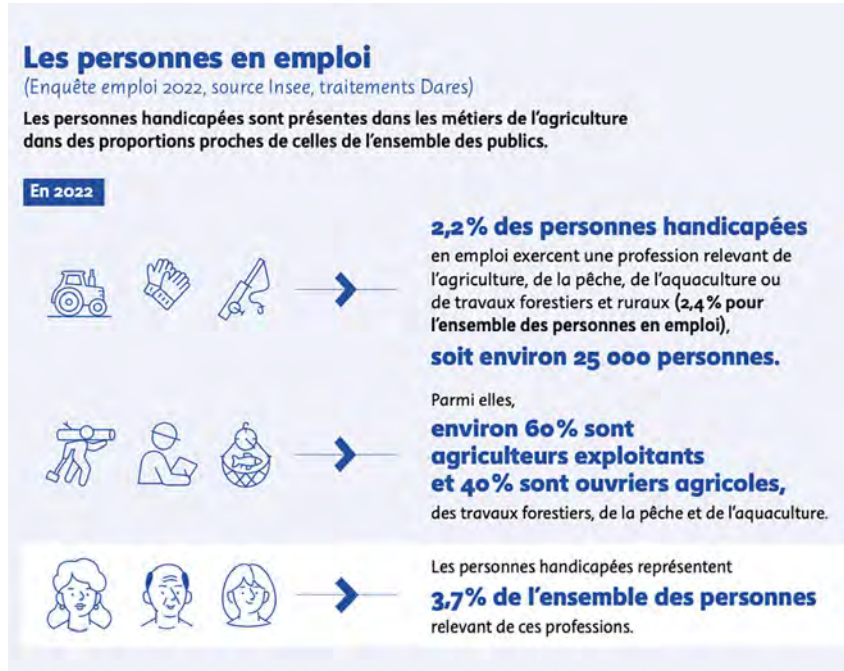 Les personnes en emploi
(Enquête emploi 2022, source Insee, traitements Dares)
Les personnes handicapées sont présentes dans les métiers de l'agriculture
dans des proportions proches de celles de l'ensemble des publics.
En 2022
2,2% des personnes handicapées
en emploi exercent une profession relevant de
l'agriculture, de la pêche, de l'aquaculture ou
de travaux forestiers et ruraux (2,4% pour
l'ensemble des personnes en emploi),
soit environ 25 000 personnes.
Parmi elles,
environ 60% sont
agriculteurs exploitants
et 40% sont ouvriers agricoles,
des travaux forestiers, de la pêche et de l'aquaculture.
Les personnes handicapées représentent
3,7% de l'ensemble des personnes
relevant de ces professions.